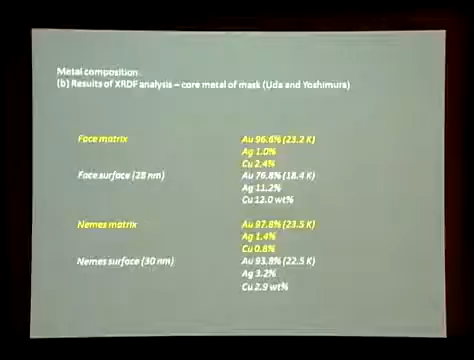 Metal composition
(b) Results of XRDF analysis – core metal of mask (Uda and Yoshimura)
Face matrix Au 96.6% (23.2 K)
Ag 1.0%
Cu 2.4%
Face surface (28 nm) Au 76.8% (18.4 K)
Ag 11.2%
Cu 12.0 wt%
Nemes matrix Au 97.8% (23.5 K)
Ag 1.4%
Cu 0.8%
Nemes surface (30 nm) Au 93.8% (22.5 K)
Ag 3.2%
Cu 2.9 wt%